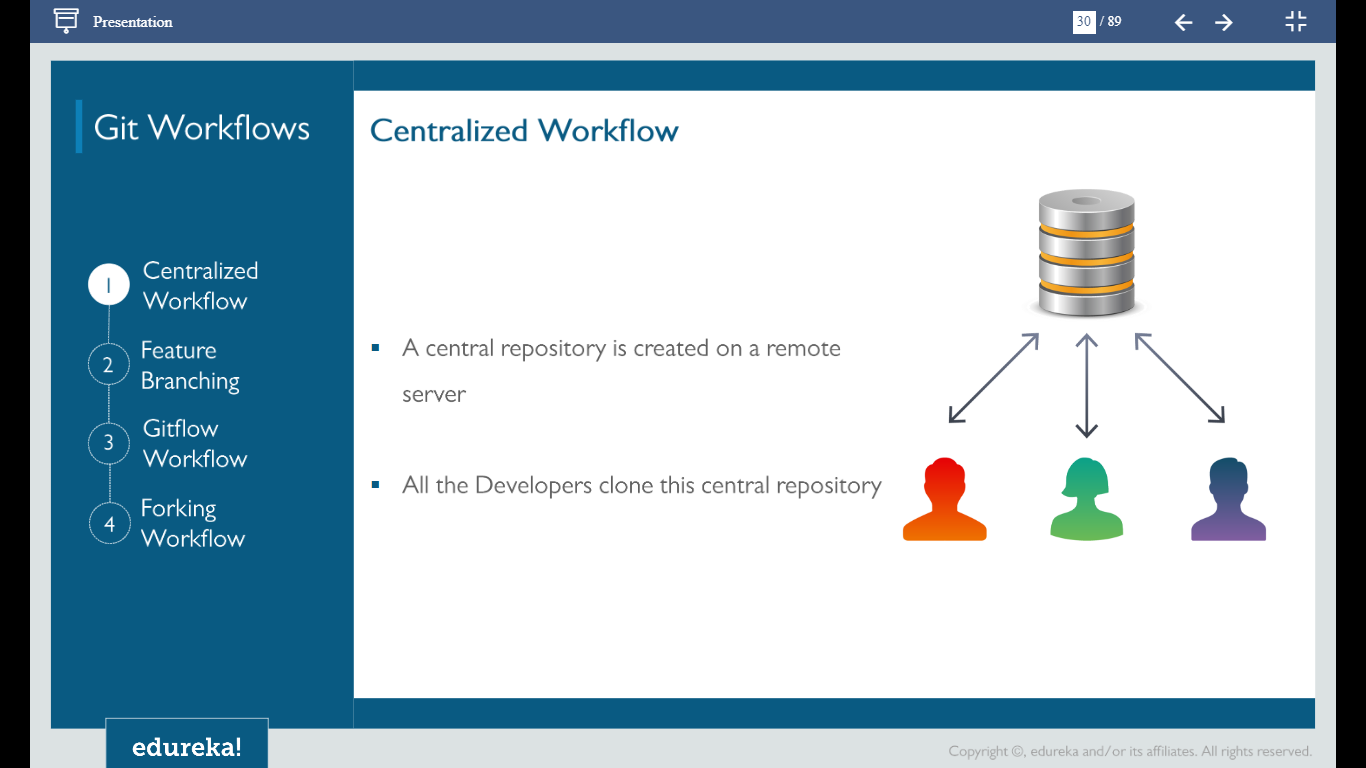 Presentation
30 / 89
Git Workflows
1
Centralized
Workflow
2
Feature
Branching
3
Gitflow
Workflow
4
Forking
Workflow
Centralized Workflow
A central repository is created on a remote
server
All the Developers clone this central repository
edureka!
Copyright ©, edureka and/or its affiliates. All rights reserved.